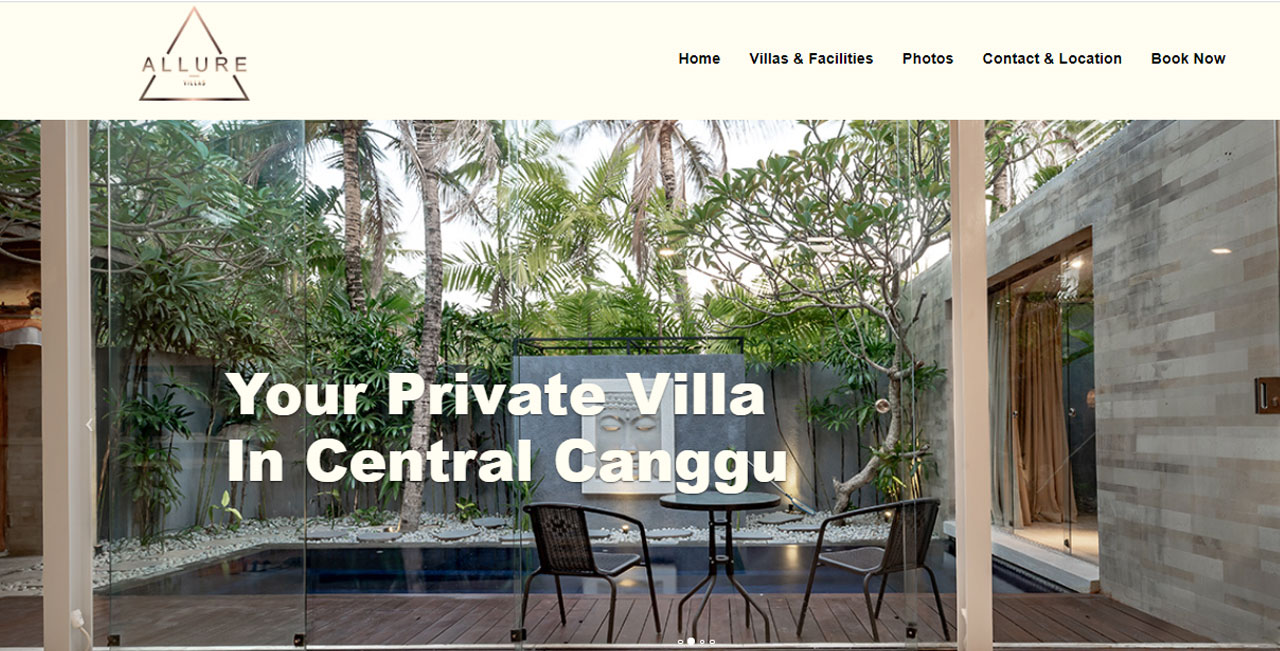 ALLURE
VILLAS
Home
Villas & Facilities
Photos
Contact & Location
Book Now
Your Private Villa
In Central Canggu